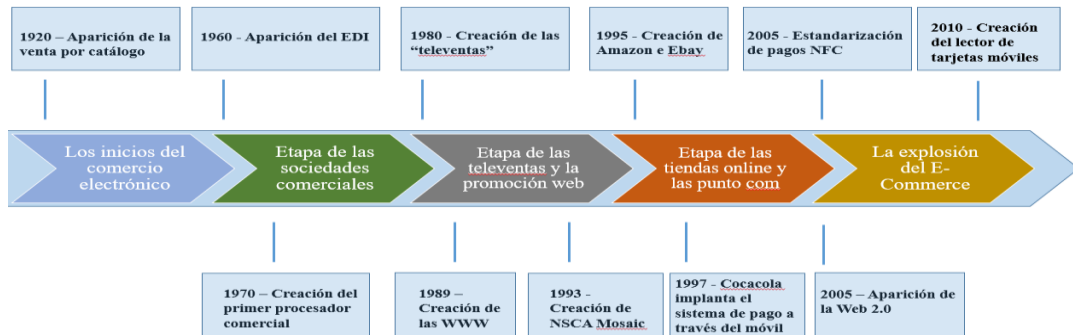 1920 – Aparición de la
venta por catálogo
1960 - Aparición del EDI
1980 - Creación de las
“televentas”
1995 - Creación de
Amazon e Ebay
2005 - Estandarización
de pagos NFC
2010 - Creación
del lector de
tarjetas móviles
Los inicios del
comercio
electrónico
Etapa de las
sociedades
comerciales
Etapa de las
televentas y la
promoción web
Etapa de las
tiendas online y
las punto com
La explosión
del E-
Commerce
1970 – Creación del
primer procesador
comercial
1989 –
Creación de
las WWW
1993 -
Creación de
NSCA Mosaic
1997 - Cocacola
implanta el
sistema de pago a
través del móvil
2005 – Aparición de
la Web 2.0